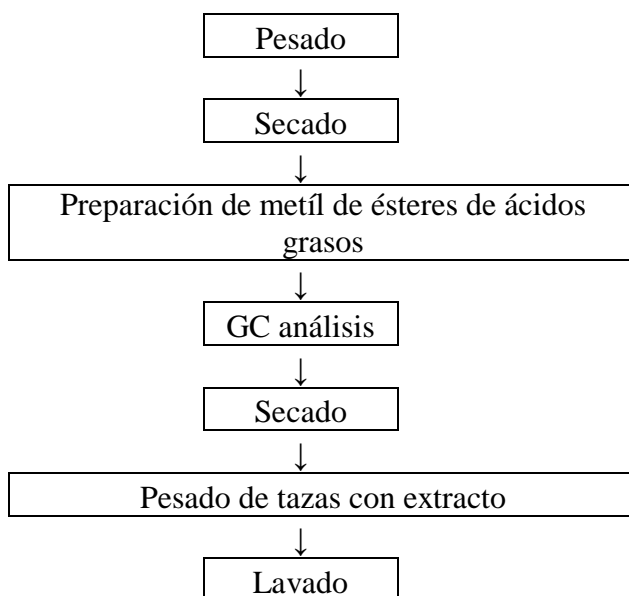 Pesado
↓
Secado
↓
Preparación de metíl de ésteres de ácidos
grasos
↓
GC análisis
↓
Secado
↓
Pesado de tazas con extracto
↓
Lavado